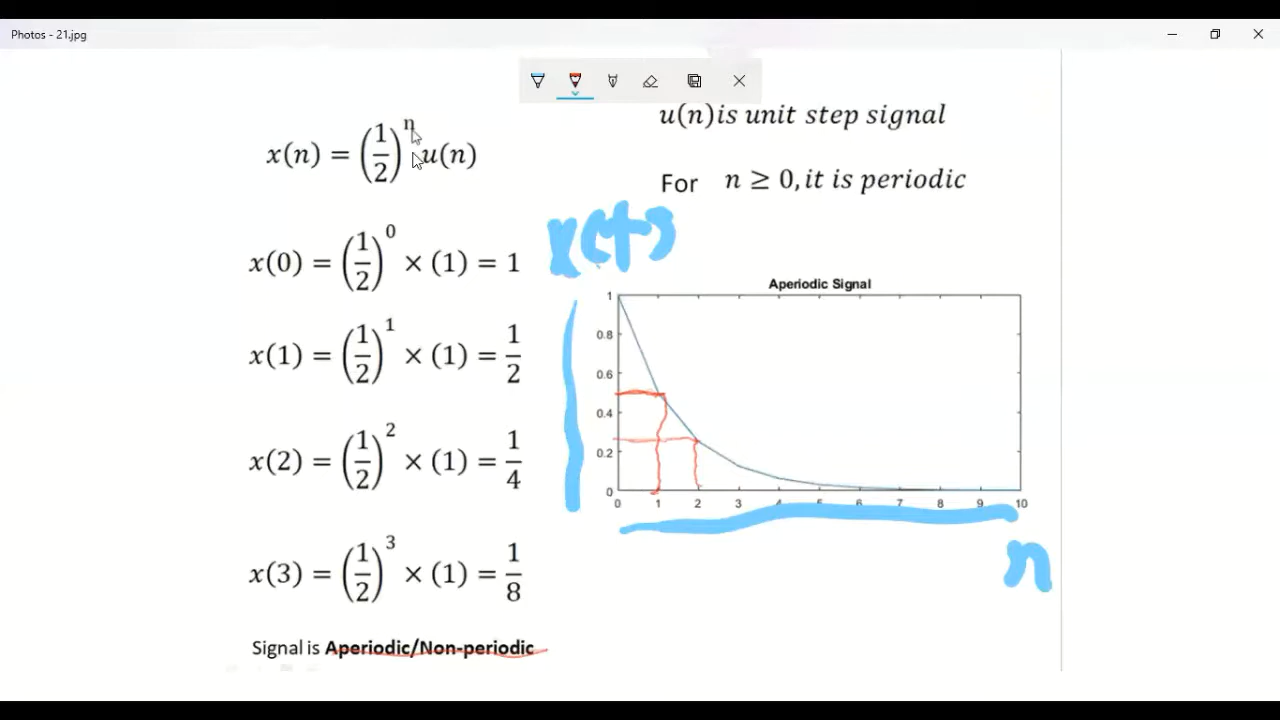 Photos - 21.jpg
x(n) = (1/2)^n u(n)
u(n)is unit step signal
For n ≥ 0, it is periodic
x(0) = (1/2)^0 × (1) = 1
x(t)
x(1) = (1/2)^1 × (1) = 1/2
x(2) = (1/2)^2 × (1) = 1/4
x(3) = (1/2)^3 × (1) = 1/8
Signal is Aperiodic/Non-periodic
Aperiodic Signal
1
0.8
0.6
0.4
0.2
0
0 1 2 3 4 5 6 7 8 9 10
n